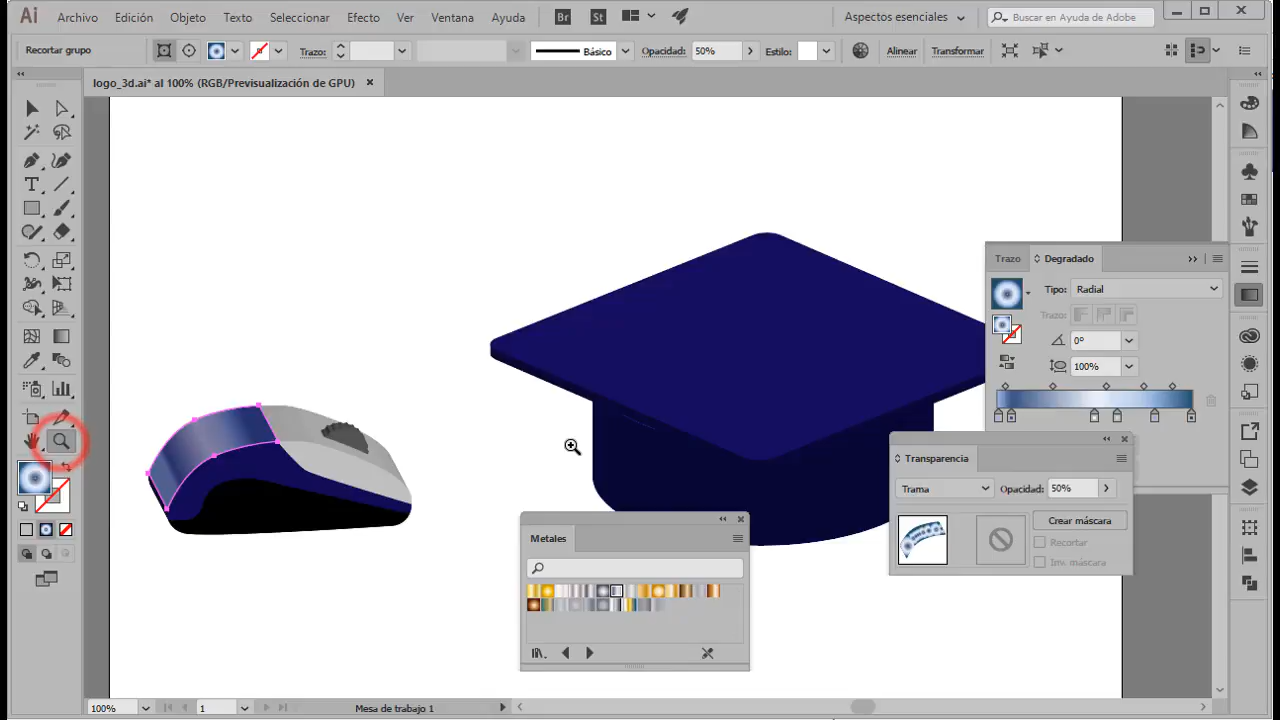 Ai Archivo Edición Objeto Texto Seleccionar Efecto Ver Ventana Ayuda Br St Aspectos esenciales Buscar en Ayuda de Adobe
Recortar grupo Trazo: Básico Opacidad: 50% Estilo: Alinear Transformar
logo_3d.ai* al 100% (RGB/Previsualización de GPU)
Trazo Degradado
Tipo: Radial
Trazo:
0°
100%
Transparencia
Trama Opacidad: 50%
Crear máscara
Recortar
Inv. máscara
Metales
100% 1 Mesa de trabajo 1